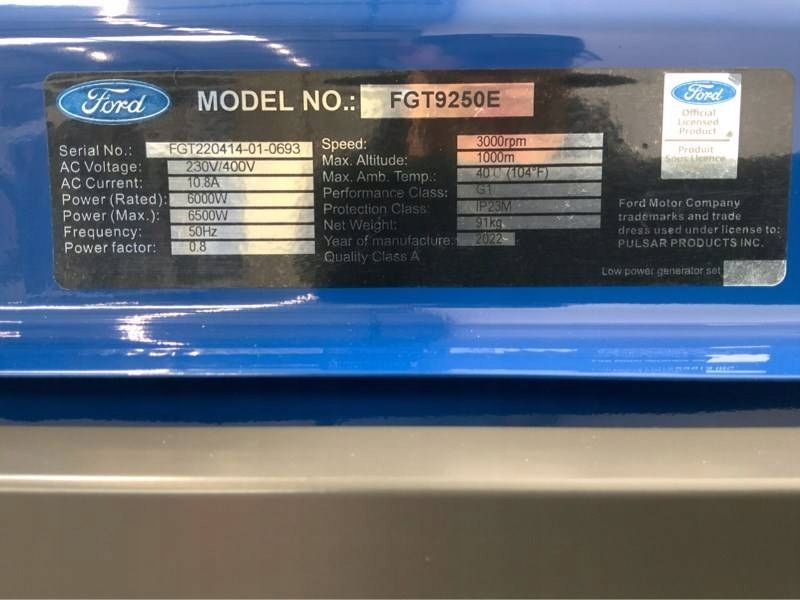 Ford
MODEL NO.: FGT9250E
Serial No.: FGT220414-01-0693
AC Voltage: 230V/400V
AC Current: 10.8A
Power (Rated): 6000W
Power (Max.): 6500W
Frequency: 50Hz
Power factor: 0.8
Speed: 3000rpm
Max. Altitude: 1000m
Max. Amb. Temp.: 40℃ (104°F)
Performance Class: G1
Protection Class: IP23M
Net Weight: 91kg
Year of manufacture: 2022
Quality Class A
Ford
Official
Licensed
Product
Produit
Sous Licence
Ford Motor Company
trademarks and trade
dress used under license to:
PULSAR PRODUCTS INC.
Low power generator set